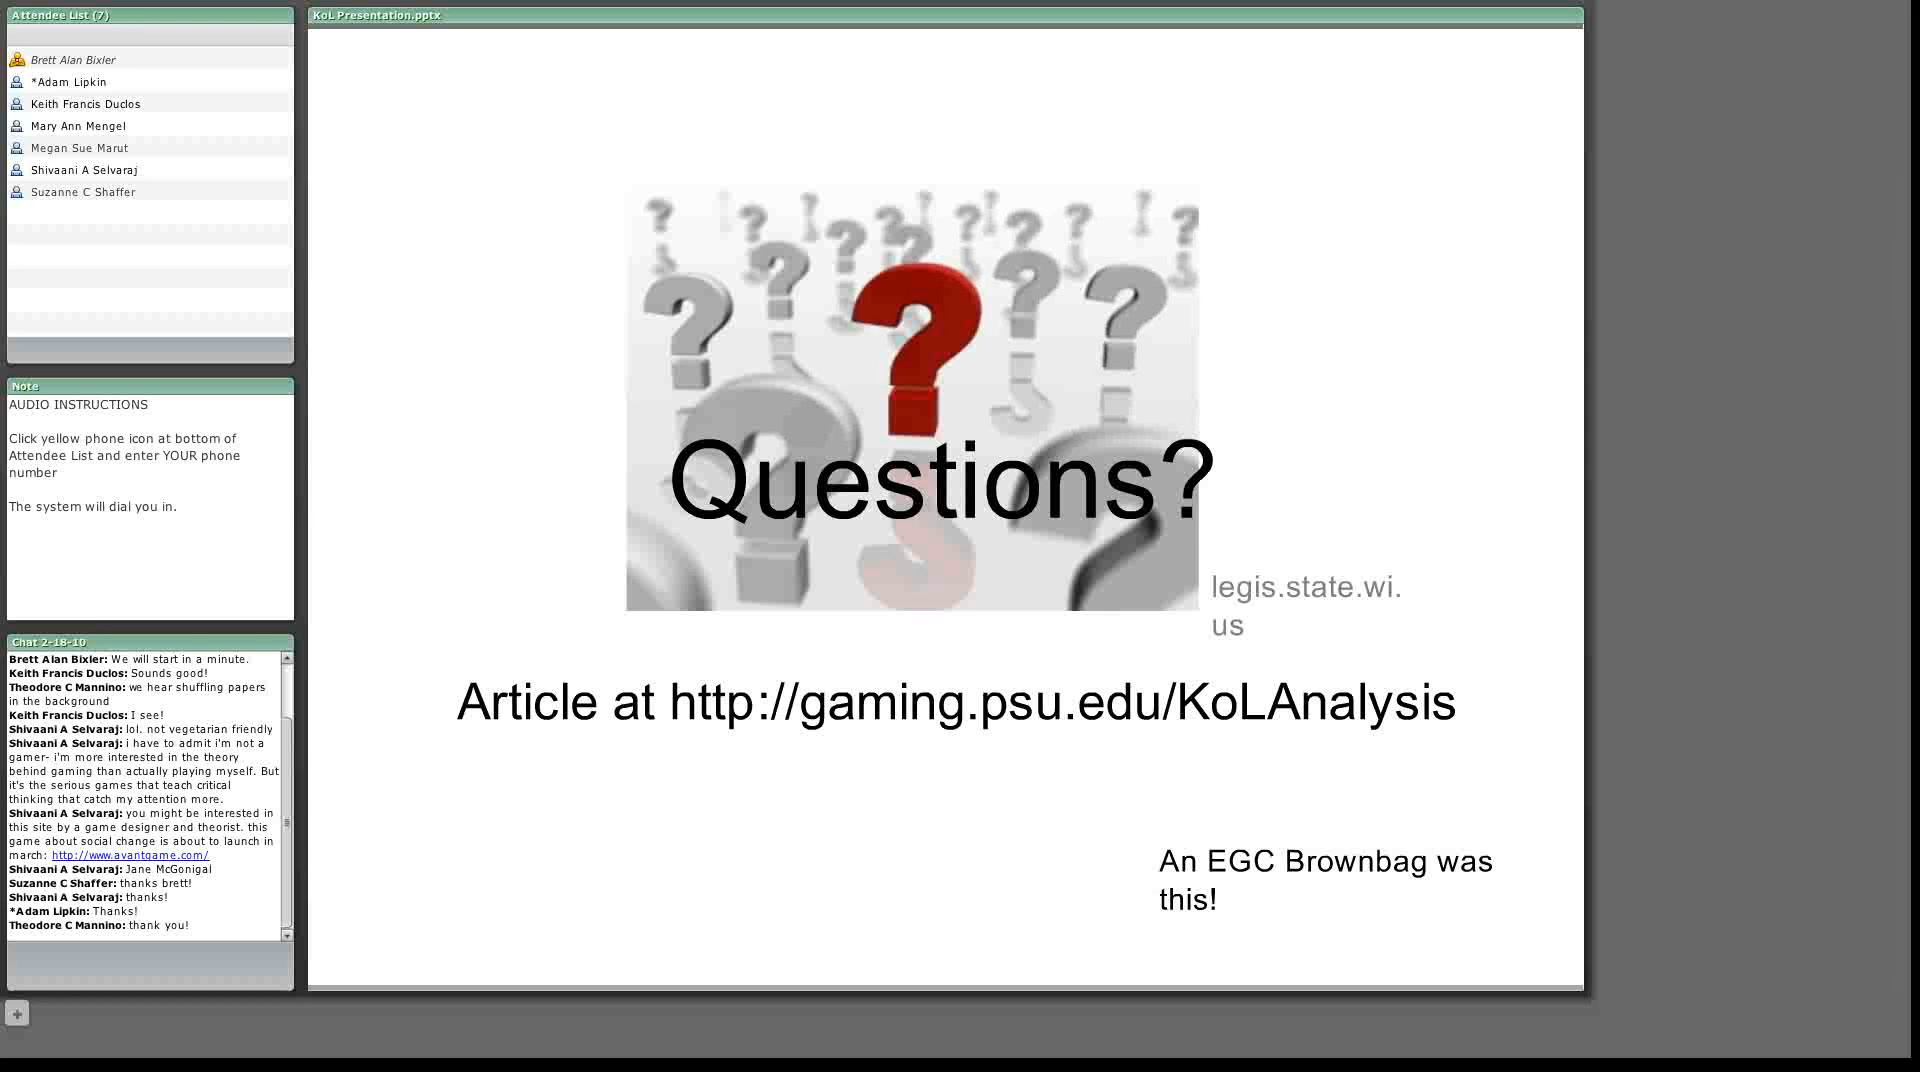 Attendee List (7)
Brett Alan Bixler
*Adam Lipkin
Keith Francis Duclos
Mary Ann Mengel
Megan Sue Marut
Shivaani A Selvaraj
Suzanne C Shaffer
Note
AUDIO INSTRUCTIONS
Click yellow phone icon at bottom of
Attendee List and enter YOUR phone
number
The system will dial you in.
Chat 2-18-10
Brett Alan Bixler: We will start in a minute.
Keith Francis Duclos: Sounds good!
Theodore C Mannino: we hear shuffling papers
in the background
Keith Francis Duclos: I see!
Shivaani A Selvaraj: lol. not vegetarian friendly
Shivaani A Selvaraj: i have to admit i'm not a
gamer- i'm more interested in the theory
behind gaming than actually playing myself. But
it's the serious games that teach critical
thinking that catch my attention more.
Shivaani A Selvaraj: you might be interested in
this site by a game designer and theorist. this
game about social change is about to launch in
march: http://www.avantgame.com/
Shivaani A Selvaraj: Jane McGonigal
Suzanne C Shaffer: thanks brett!
Shivaani A Selvaraj: thanks!
*Adam Lipkin: Thanks!
Theodore C Mannino: thank you!
KoL Presentation.pptx
Questions?
legis.state.wi.
us
Article at http://gaming.psu.edu/KoLAnalysis
An EGC Brownbag was
this!